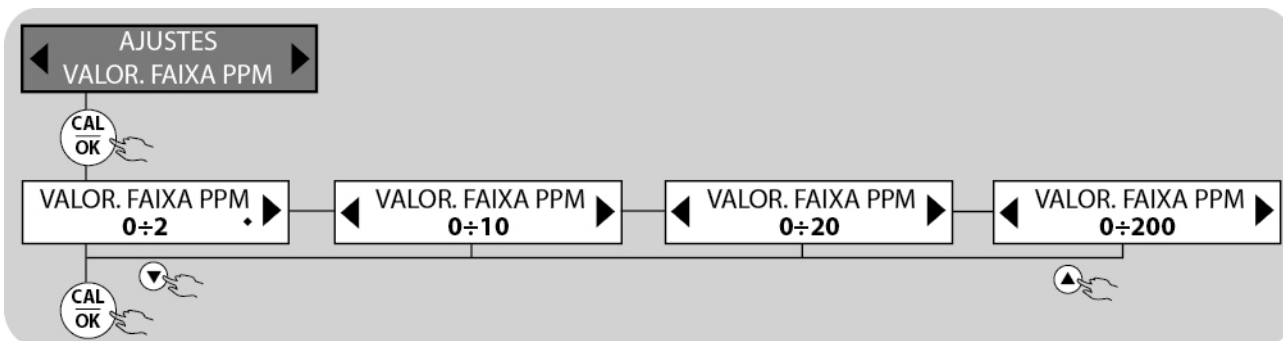 AJUSTES
VALOR. FAIXA PPM
CAL
OK
VALOR. FAIXA PPM
0÷2
VALOR. FAIXA PPM
0÷10
VALOR. FAIXA PPM
0÷20
VALOR. FAIXA PPM
0÷200
CAL
OK